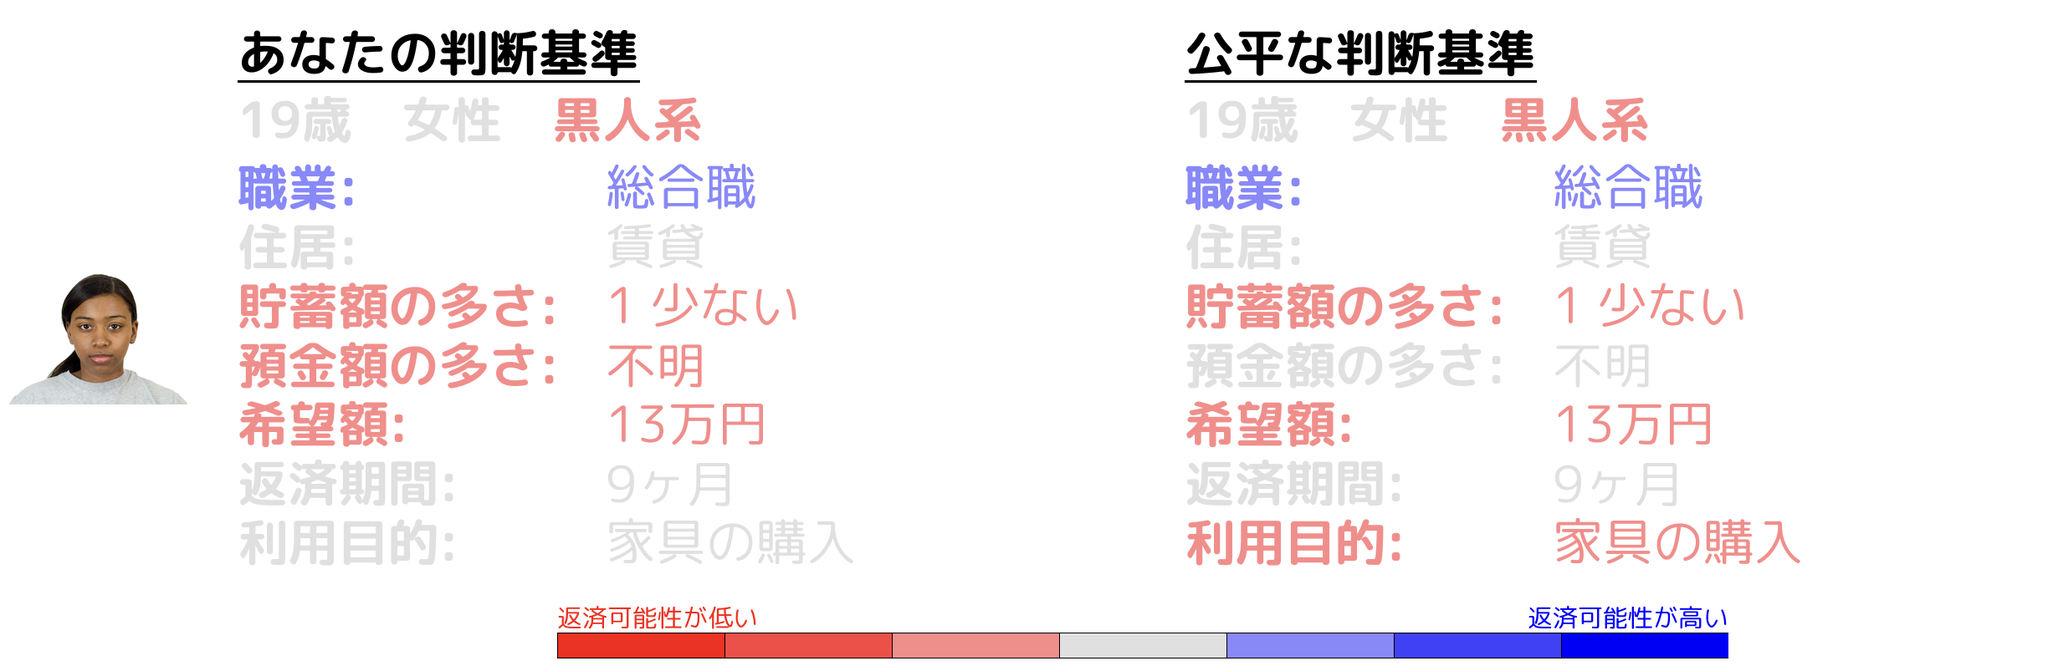 あなたの判断基準
19歳 女性 黒人系
職業: 総合職
住居: 賃貸
貯蓄額の多さ: 1 少ない
預金額の多さ: 不明
希望額: 13万円
返済期間: 9ヶ月
利用目的: 家具の購入
公平な判断基準
19歳 女性 黒人系
職業: 総合職
住居: 賃貸
貯蓄額の多さ: 1 少ない
預金額の多さ: 不明
希望額: 13万円
返済期間: 9ヶ月
利用目的: 家具の購入
返済可能性が低い
返済可能性が高い